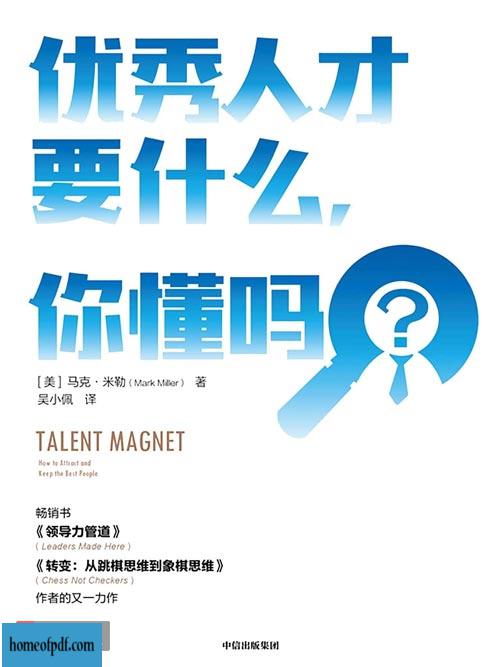 优秀人才
要什么,
你懂吗
?
[美] 马克·米勒(Mark Miller) 著
吴小佩 译
TALENT MAGNET
How to Attract and
Keep the Best People
畅销书
《领导力管道》
(Leaders Made Here)
《转变：从跳棋思维到象棋思维》
(Chess Not Checkers)
作者的又一力作
homeofpdf.com
中信出版集团